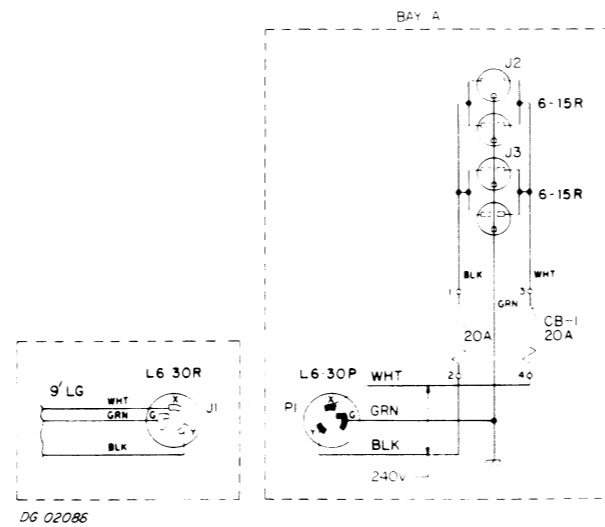 BAY A
J2
6-15R
J3
6-15R
BLK
WHT
1
3
GRN
CB-1
20A
20A
2
4
9' LG
L6-30R
WHT
X
GRN
G
J1
Y
BLK
L6-30P
WHT
P1
X
G
GRN
Y
BLK
240V
DG 02086